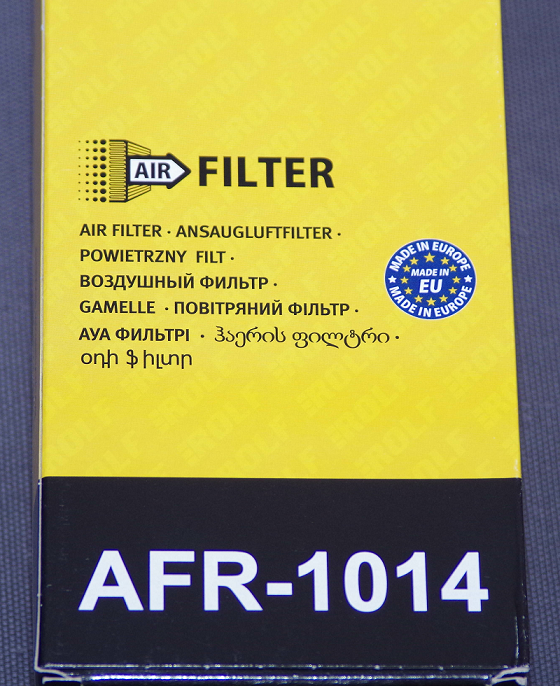 AIR FILTER
AIR FILTER · ANSAUGLUFTFILTER ·
POWIETRZNY FILT ·
ВОЗДУШНЫЙ ФИЛЬТР ·
GAMELLE · ПОВІТРЯНИЙ ФІЛЬТР ·
АУА ФИЛЬТРІ · ჰაერის ფილტრი ·
օդի ֆիլտր
MADE IN EUROPE
MADE IN
EU
MADE IN EUROPE
AFR-1014